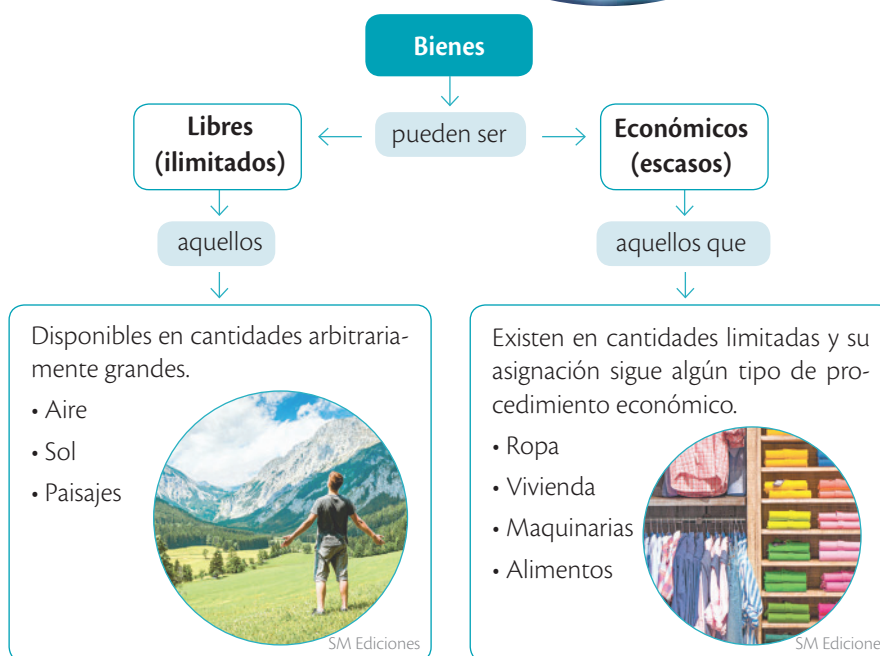 Bienes
pueden ser
Libres
(ilimitados)
Económicos
(escasos)
aquellos
aquellos que
Disponibles en cantidades arbitraria-
mente grandes.
• Aire
• Sol
• Paisajes
SM Ediciones
Existen en cantidades limitadas y su
asignación sigue algún tipo de pro-
cedimiento económico.
• Ropa
• Vivienda
• Maquinarias
• Alimentos
SM Edicione